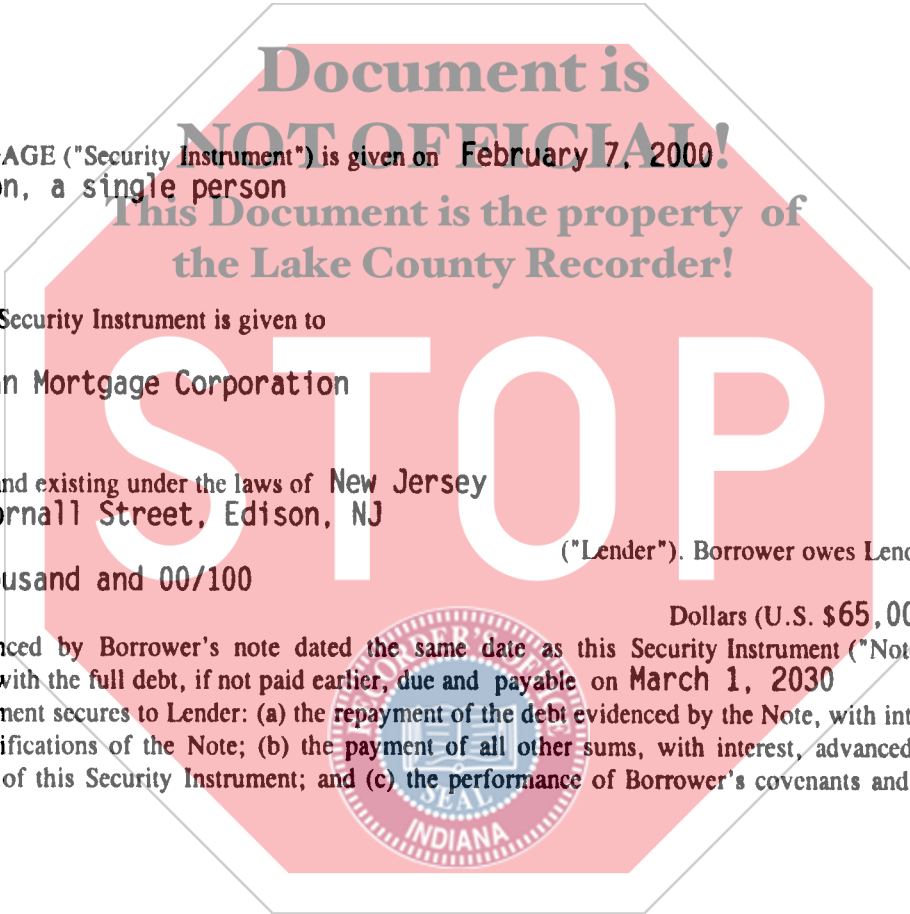 Document is
NOT OFFICIAL!
AGE ("Security Instrument") is given on February 7, 2000
n, a single person
This Document is the property of
the Lake County Recorder!
Security Instrument is given to
n Mortgage Corporation
STOP
nd existing under the laws of New Jersey
rnall Street, Edison, NJ
("Lender"). Borrower owes Lend
usand and 00/100
Dollars (U.S. $65,00
nced by Borrower's note dated the same date as this Security Instrument ("Not
with the full debt, if not paid earlier, due and payable on March 1, 2030
ment secures to Lender: (a) the repayment of the debt evidenced by the Note, with int
ifications of the Note; (b) the payment of all other sums, with interest, advanced
of this Security Instrument; and (c) the performance of Borrower's covenants and
RECORDER'S OFFICE
SEAL
INDIANA